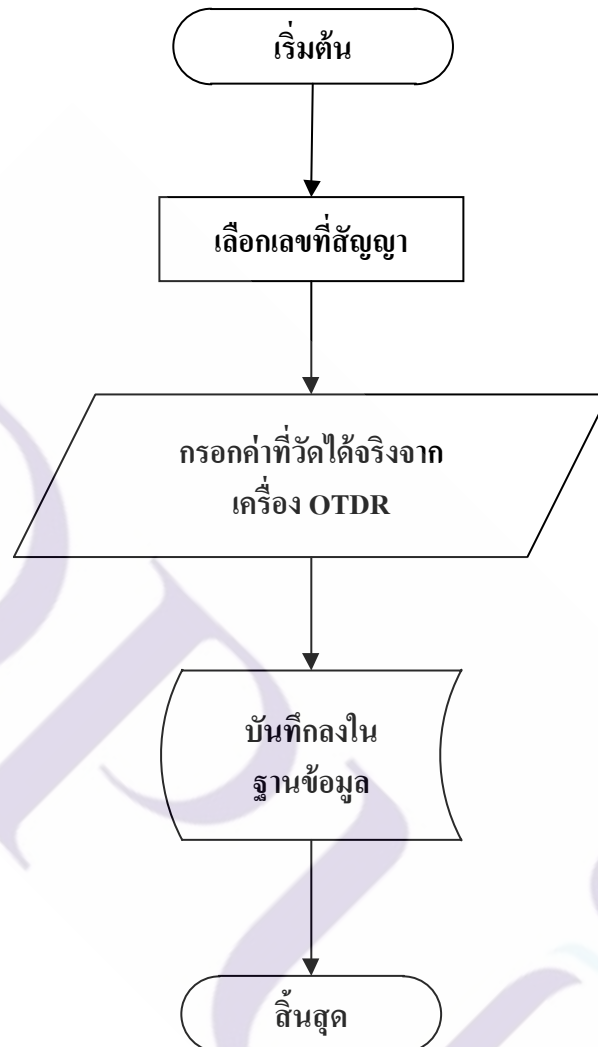 เริ่มต้น
เลือกเลขที่สัญญา
กรอกค่าที่วัดได้จริงจาก
เครื่อง OTDR
บันทึกลงใน
ฐานข้อมูล
สิ้นสุด